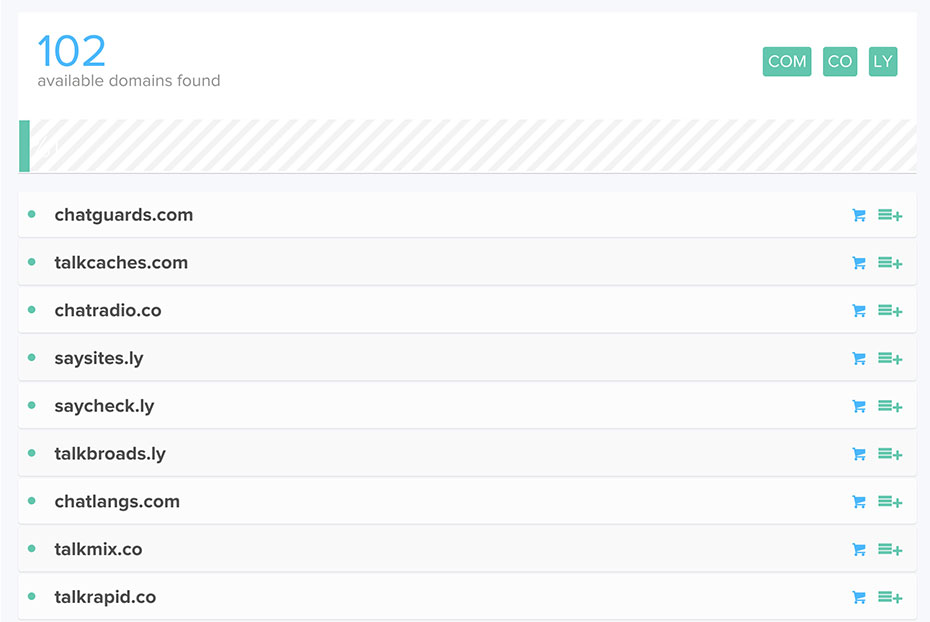 102
available domains found
COM CO LY
chatguards.com
talkcaches.com
chatradio.co
saysites.ly
saycheck.ly
talkbroads.ly
chatlangs.com
talkmix.co
talkrapid.co